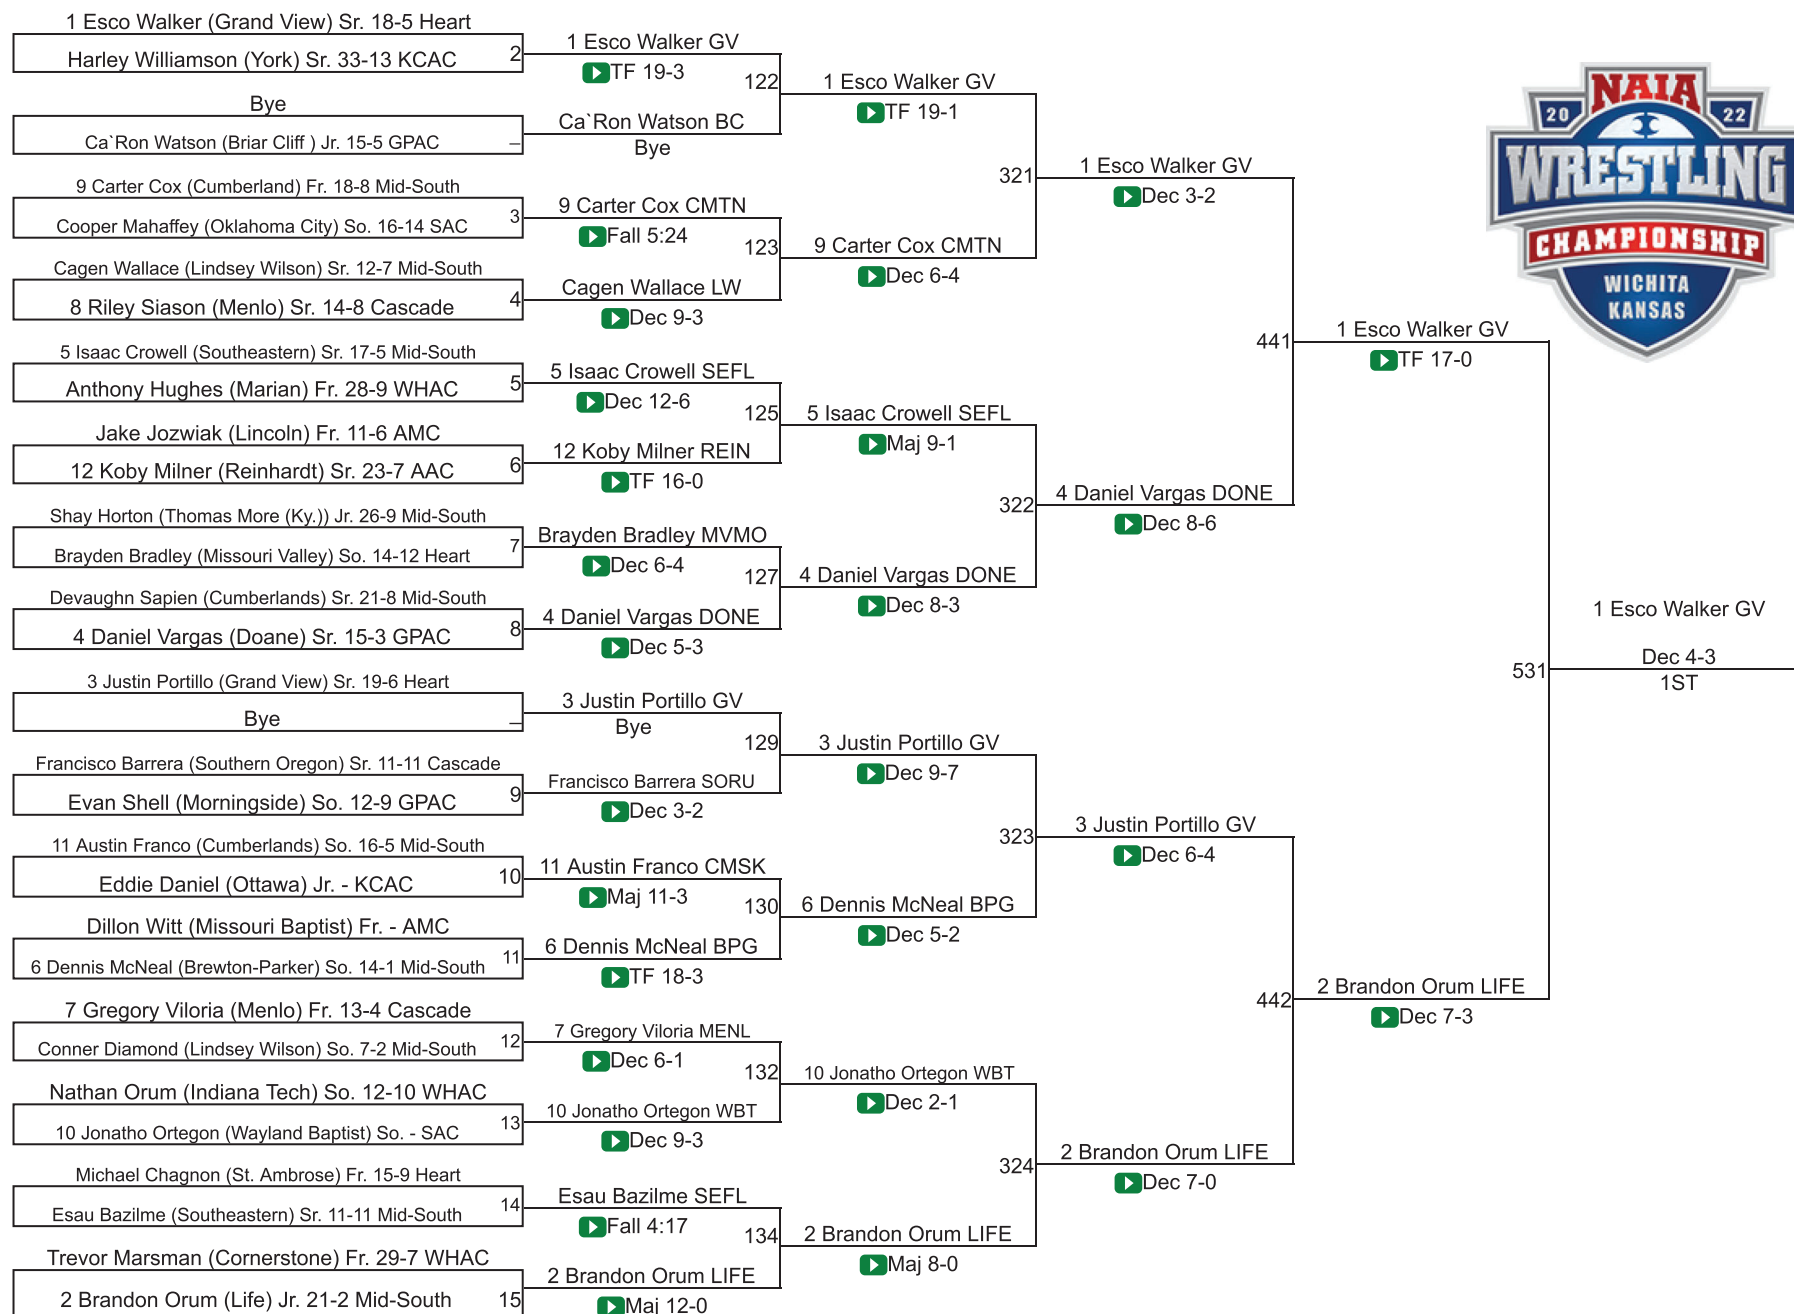 1 Esco Walker (Grand View) Sr. 18-5 Heart
Harley Williamson (York) Sr. 33-13 KCAC
2
Bye
Ca`Ron Watson (Briar Cliff ) Jr. 15-5 GPAC
_
9 Carter Cox (Cumberland) Fr. 18-8 Mid-South
Cooper Mahaffey (Oklahoma City) So. 16-14 SAC
3
Cagen Wallace (Lindsey Wilson) Sr. 12-7 Mid-South
8 Riley Siason (Menlo) Sr. 14-8 Cascade
4
5 Isaac Crowell (Southeastern) Sr. 17-5 Mid-South
Anthony Hughes (Marian) Fr. 28-9 WHAC
5
Jake Jozwiak (Lincoln) Fr. 11-6 AMC
12 Koby Milner (Reinhardt) Sr. 23-7 AAC
6
Shay Horton (Thomas More (Ky.)) Jr. 26-9 Mid-South
Brayden Bradley (Missouri Valley) So. 14-12 Heart
7
Devaughn Sapien (Cumberlands) Sr. 21-8 Mid-South
4 Daniel Vargas (Doane) Sr. 15-3 GPAC
8
3 Justin Portillo (Grand View) Sr. 19-6 Heart
Bye
_
Francisco Barrera (Southern Oregon) Sr. 11-11 Cascade
Evan Shell (Morningside) So. 12-9 GPAC
9
11 Austin Franco (Cumberlands) So. 16-5 Mid-South
Eddie Daniel (Ottawa) Jr. - KCAC
10
Dillon Witt (Missouri Baptist) Fr. - AMC
6 Dennis McNeal (Brewton-Parker) So. 14-1 Mid-South
11
7 Gregory Viloria (Menlo) Fr. 13-4 Cascade
Conner Diamond (Lindsey Wilson) So. 7-2 Mid-South
12
Nathan Orum (Indiana Tech) So. 12-10 WHAC
10 Jonatho Ortegon (Wayland Baptist) So. - SAC
13
Michael Chagnon (St. Ambrose) Fr. 15-9 Heart
Esau Bazilme (Southeastern) Sr. 11-11 Mid-South
14
Trevor Marsman (Cornerstone) Fr. 29-7 WHAC
2 Brandon Orum (Life) Jr. 21-2 Mid-South
15
1 Esco Walker GV
TF 19-3
122
Ca`Ron Watson BC
Bye
9 Carter Cox CMTN
Fall 5:24
123
Cagen Wallace LW
Dec 9-3
5 Isaac Crowell SEFL
Dec 12-6
125
12 Koby Milner REIN
TF 16-0
Brayden Bradley MVMO
Dec 6-4
127
4 Daniel Vargas DONE
Dec 5-3
3 Justin Portillo GV
Bye
129
Francisco Barrera SORU
Dec 3-2
11 Austin Franco CMSK
Maj 11-3
130
6 Dennis McNeal BPG
TF 18-3
7 Gregory Viloria MENL
Dec 6-1
132
10 Jonatho Ortegon WBT
Dec 9-3
Esau Bazilme SEFL
Fall 4:17
134
2 Brandon Orum LIFE
Maj 12-0
1 Esco Walker GV
TF 19-1
321
9 Carter Cox CMTN
Dec 6-4
5 Isaac Crowell SEFL
Maj 9-1
322
4 Daniel Vargas DONE
Dec 8-3
3 Justin Portillo GV
Dec 9-7
323
6 Dennis McNeal BPG
Dec 5-2
10 Jonatho Ortegon WBT
Dec 2-1
324
2 Brandon Orum LIFE
Maj 8-0
1 Esco Walker GV
Dec 3-2
441
4 Daniel Vargas DONE
Dec 8-6
3 Justin Portillo GV
Dec 6-4
442
2 Brandon Orum LIFE
Dec 7-0
1 Esco Walker GV
TF 17-0
531
2 Brandon Orum LIFE
Dec 7-3
1 Esco Walker GV
Dec 4-3
1ST
NAIA
20 22
WRESTLING
CHAMPIONSHIP
WICHITA
KANSAS